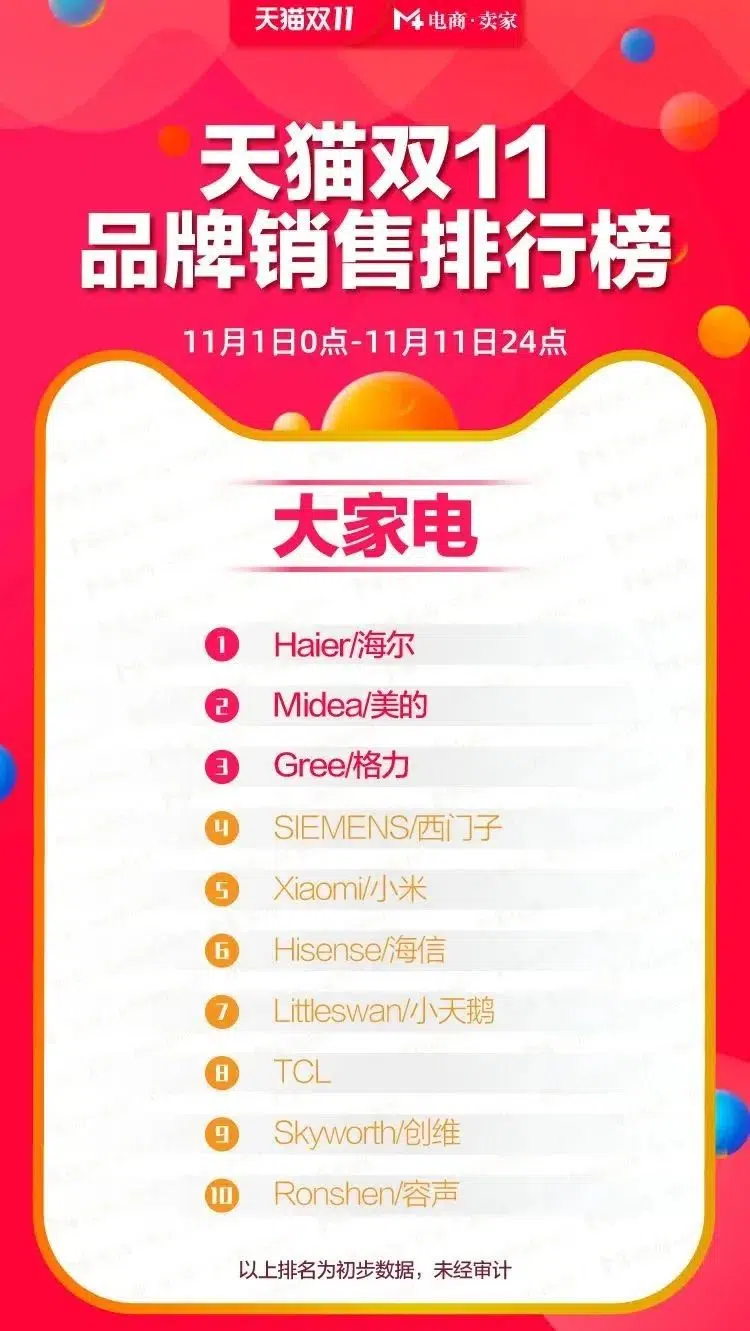 天猫双11 M4 电商·卖家
天猫双11
品牌销售排行榜
11月1日0点-11月11日24点
大家电
1 Haier/海尔
2 Midea/美的
3 Gree/格力
4 SIEMENS/西门子
5 Xiaomi/小米
6 Hisense/海信
7 Littleswan/小天鹅
8 TCL
9 Skyworth/创维
10 Ronshen/容声
以上排名为初步数据，未经审计